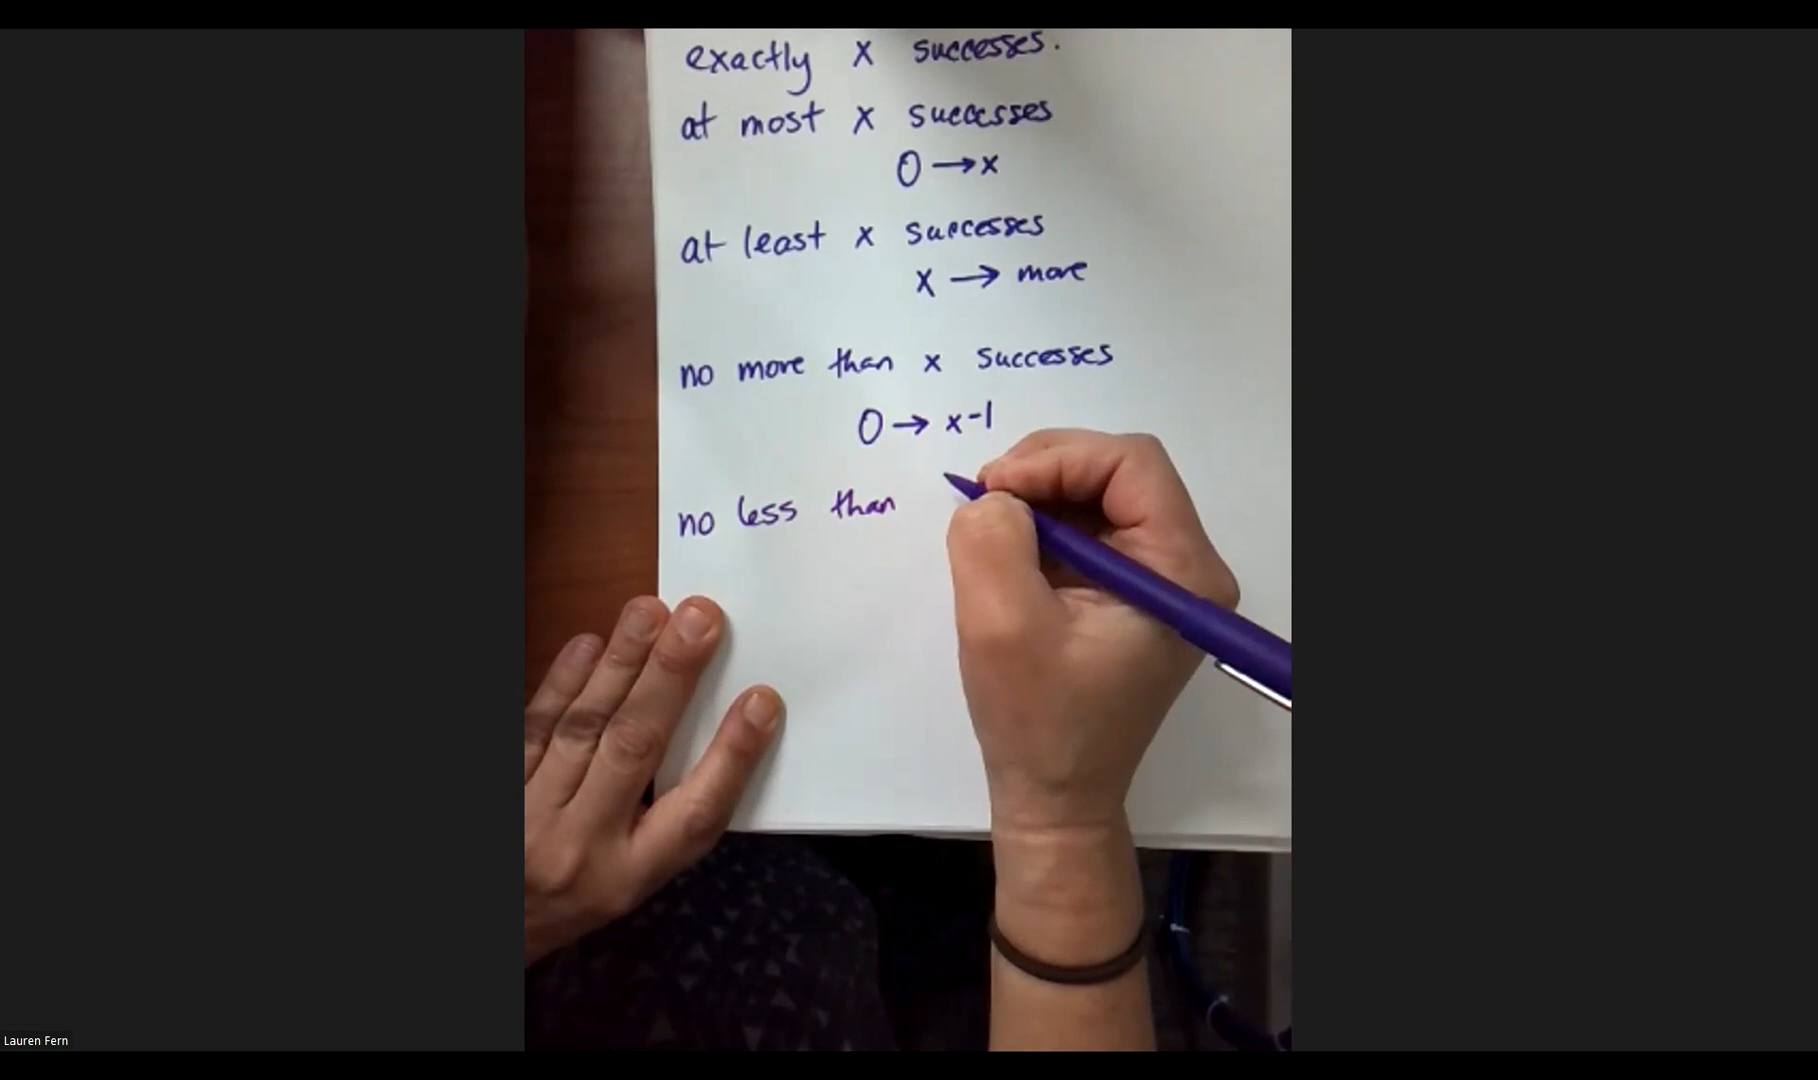 exactly x successes.
at most x successes
0 → x
at least x successes
x → more
no more than x successes
0 → x-1
no less than
Lauren Fern